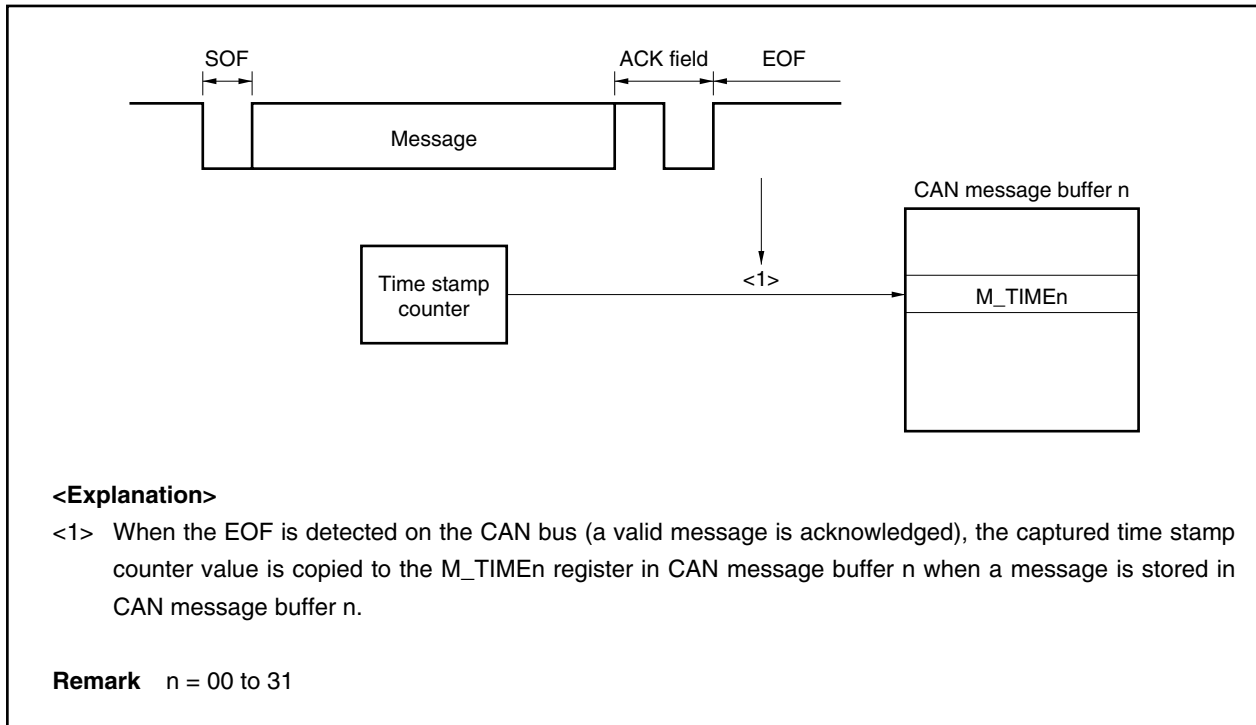 SOF
ACK field
EOF
Message
CAN message buffer n
Time stamp
counter
<1>
M_TIMEn
<Explanation>
<1> When the EOF is detected on the CAN bus (a valid message is acknowledged), the captured time stamp
counter value is copied to the M_TIMEn register in CAN message buffer n when a message is stored in
CAN message buffer n.
Remark n = 00 to 31